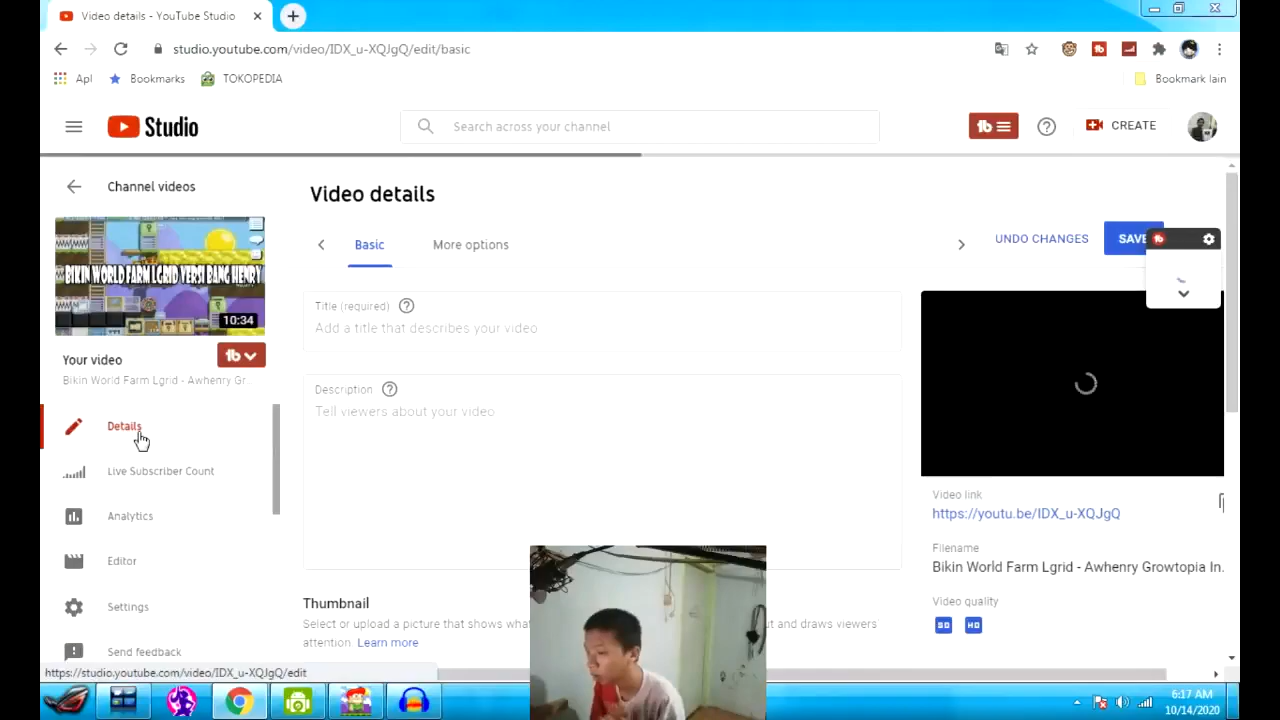 Video details - YouTube Studio
studio.youtube.com/video/IDX_u-XQJgQ/edit/basic
Apl
Bookmarks
TOKOPEDIA
Bookmark lain
Studio
Search across your channel
tb
CREATE
Channel videos
BIKIN WORLD FARM LGRID VERSI BANG HENRY
10:34
Your video
tb
Bikin World Farm Lgrid - Awhenry Gr...
Details
Live Subscriber Count
Analytics
Editor
Settings
Send feedback
Video details
Basic
More options
UNDO CHANGES
SAVE
Title (required)
Add a title that describes your video
Description
Tell viewers about your video
Thumbnail
Select or upload a picture that shows
t and draws viewers
attention. Learn more
Video link
https://youtu.be/IDX_u-XQJgQ
Filename
Bikin World Farm Lgrid - Awhenry Growtopia In...
Video quality
SD HD
https://studio.youtube.com/video/IDX_u-XQJgQ/edit
6:17 AM
10/14/2020